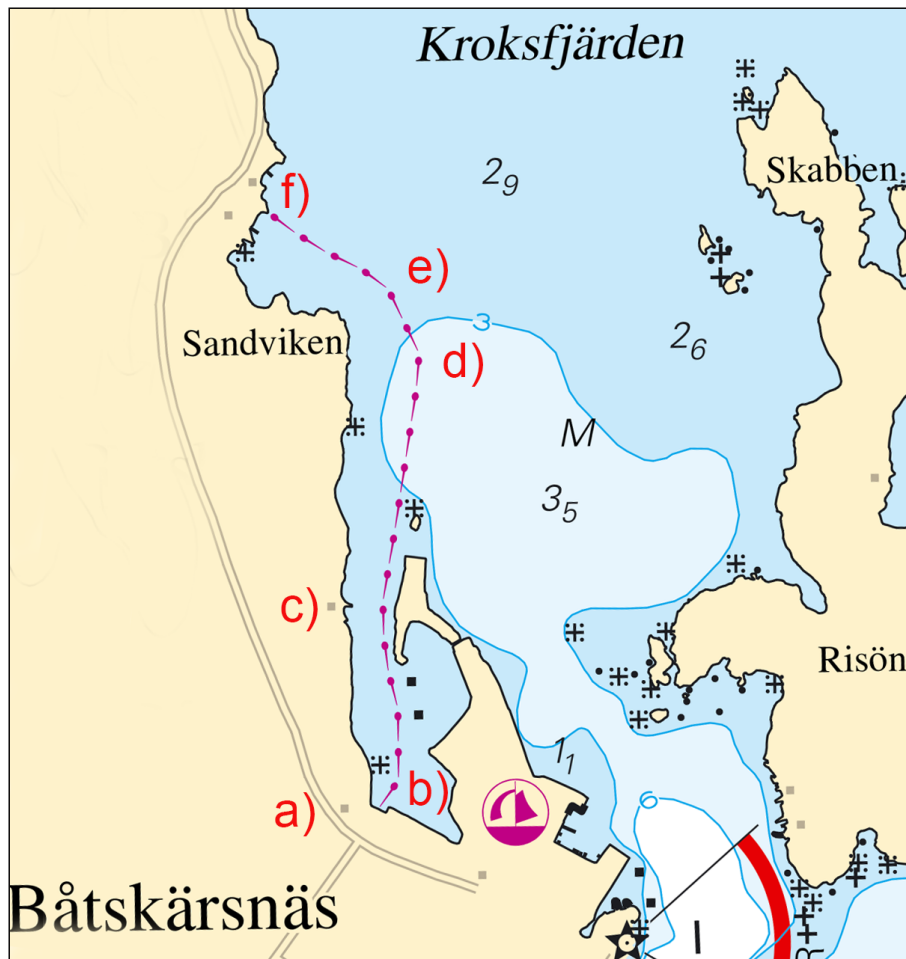 Kroksfjärden
2₉
Skabben
f)
e)
Sandviken
3
2₆
d)
M
3₅
c)
Risön
1₁
b)
a)
6
Båtskärsnäs
I
R